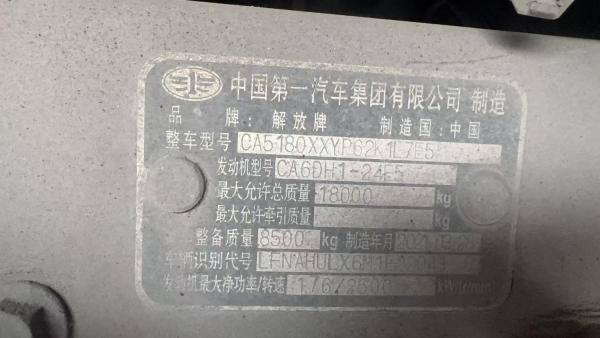 中国第一汽车集团有限公司 制造
品 牌：解放牌 制造国：中国
整车型号 CA5180XXYP62K1L7E5
发动机型号 CA6DH1-24E5
最大允许总质量 18000 kg
最大允许牵引质量 kg
整备质量 8500 kg 制造年月
车辆识别代号
发动机最大净功率/转速 kW/(r/min)